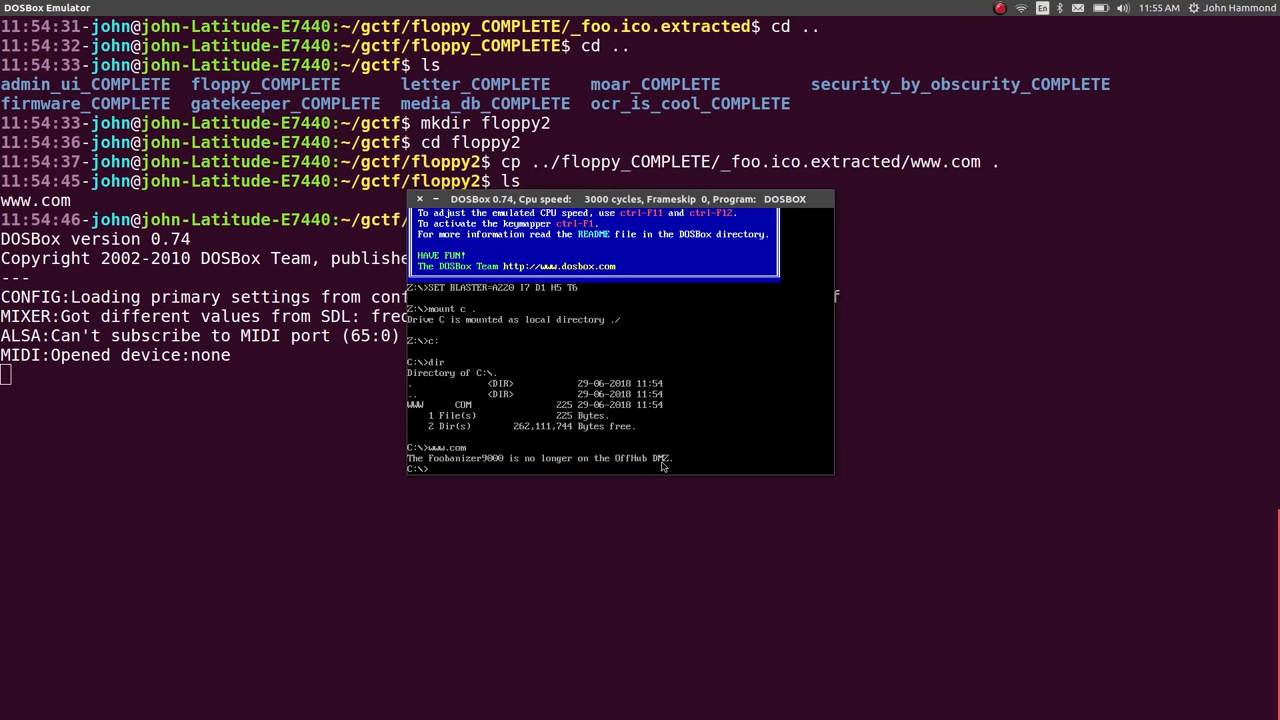 DOSBox Emulator
En
11:55 AM
John Hammond
11:54:31-john@john-Latitude-E7440:~/gctf/floppy_COMPLETE/_foo.ico.extracted$ cd ..
11:54:32-john@john-Latitude-E7440:~/gctf/floppy_COMPLETE$ cd ..
11:54:33-john@john-Latitude-E7440:~/gctf$ ls
admin_ui_COMPLETE floppy_COMPLETE letter_COMPLETE moar_COMPLETE security_by_obscurity_COMPLETE
firmware_COMPLETE gatekeeper_COMPLETE media_db_COMPLETE ocr_is_cool_COMPLETE
11:54:33-john@john-Latitude-E7440:~/gctf$ mkdir floppy2
11:54:36-john@john-Latitude-E7440:~/gctf$ cd floppy2
11:54:37-john@john-Latitude-E7440:~/gctf/floppy2$ cp ../floppy_COMPLETE/_foo.ico.extracted/www.com .
11:54:45-john@john-Latitude-E7440:~/gctf/floppy2$ ls
www.com
11:54:46-john@john-Latitude-E7440:~/gctf/floppy2$
DOSBox version 0.74
Copyright 2002-2010 DOSBox Team, publishe
---
CONFIG:Loading primary settings from conf
f
MIXER:Got different values from SDL: fre
ALSA:Can't subscribe to MIDI port (65:0)
MIDI:Opened device:none
DOSBox 0.74, Cpu speed: 3000 cycles, Frameskip 0, Program: DOSBOX
To adjust the emulated CPU speed, use ctrl-F11 and ctrl-F12.
To activate the keymapper ctrl-F1.
For more information read the README file in the DOSBox directory.
HAVE FUN!
The DOSBox Team http://www.dosbox.com
Z:\>SET BLASTER=A220 I7 D1 H5 T6
Z:\>mount c .
Drive C is mounted as local directory ./
Z:\>c:
C:\>dir
Directory of C:\.
. <DIR> 29-06-2018 11:54
.. <DIR> 29-06-2018 11:54
WWW COM 225 29-06-2018 11:54
1 File(s) 225 Bytes.
2 Dir(s) 262,111,744 Bytes free.
C:\>www.com
The Foobanizer9000 is no longer on the OffHub DMZ.
C:\>